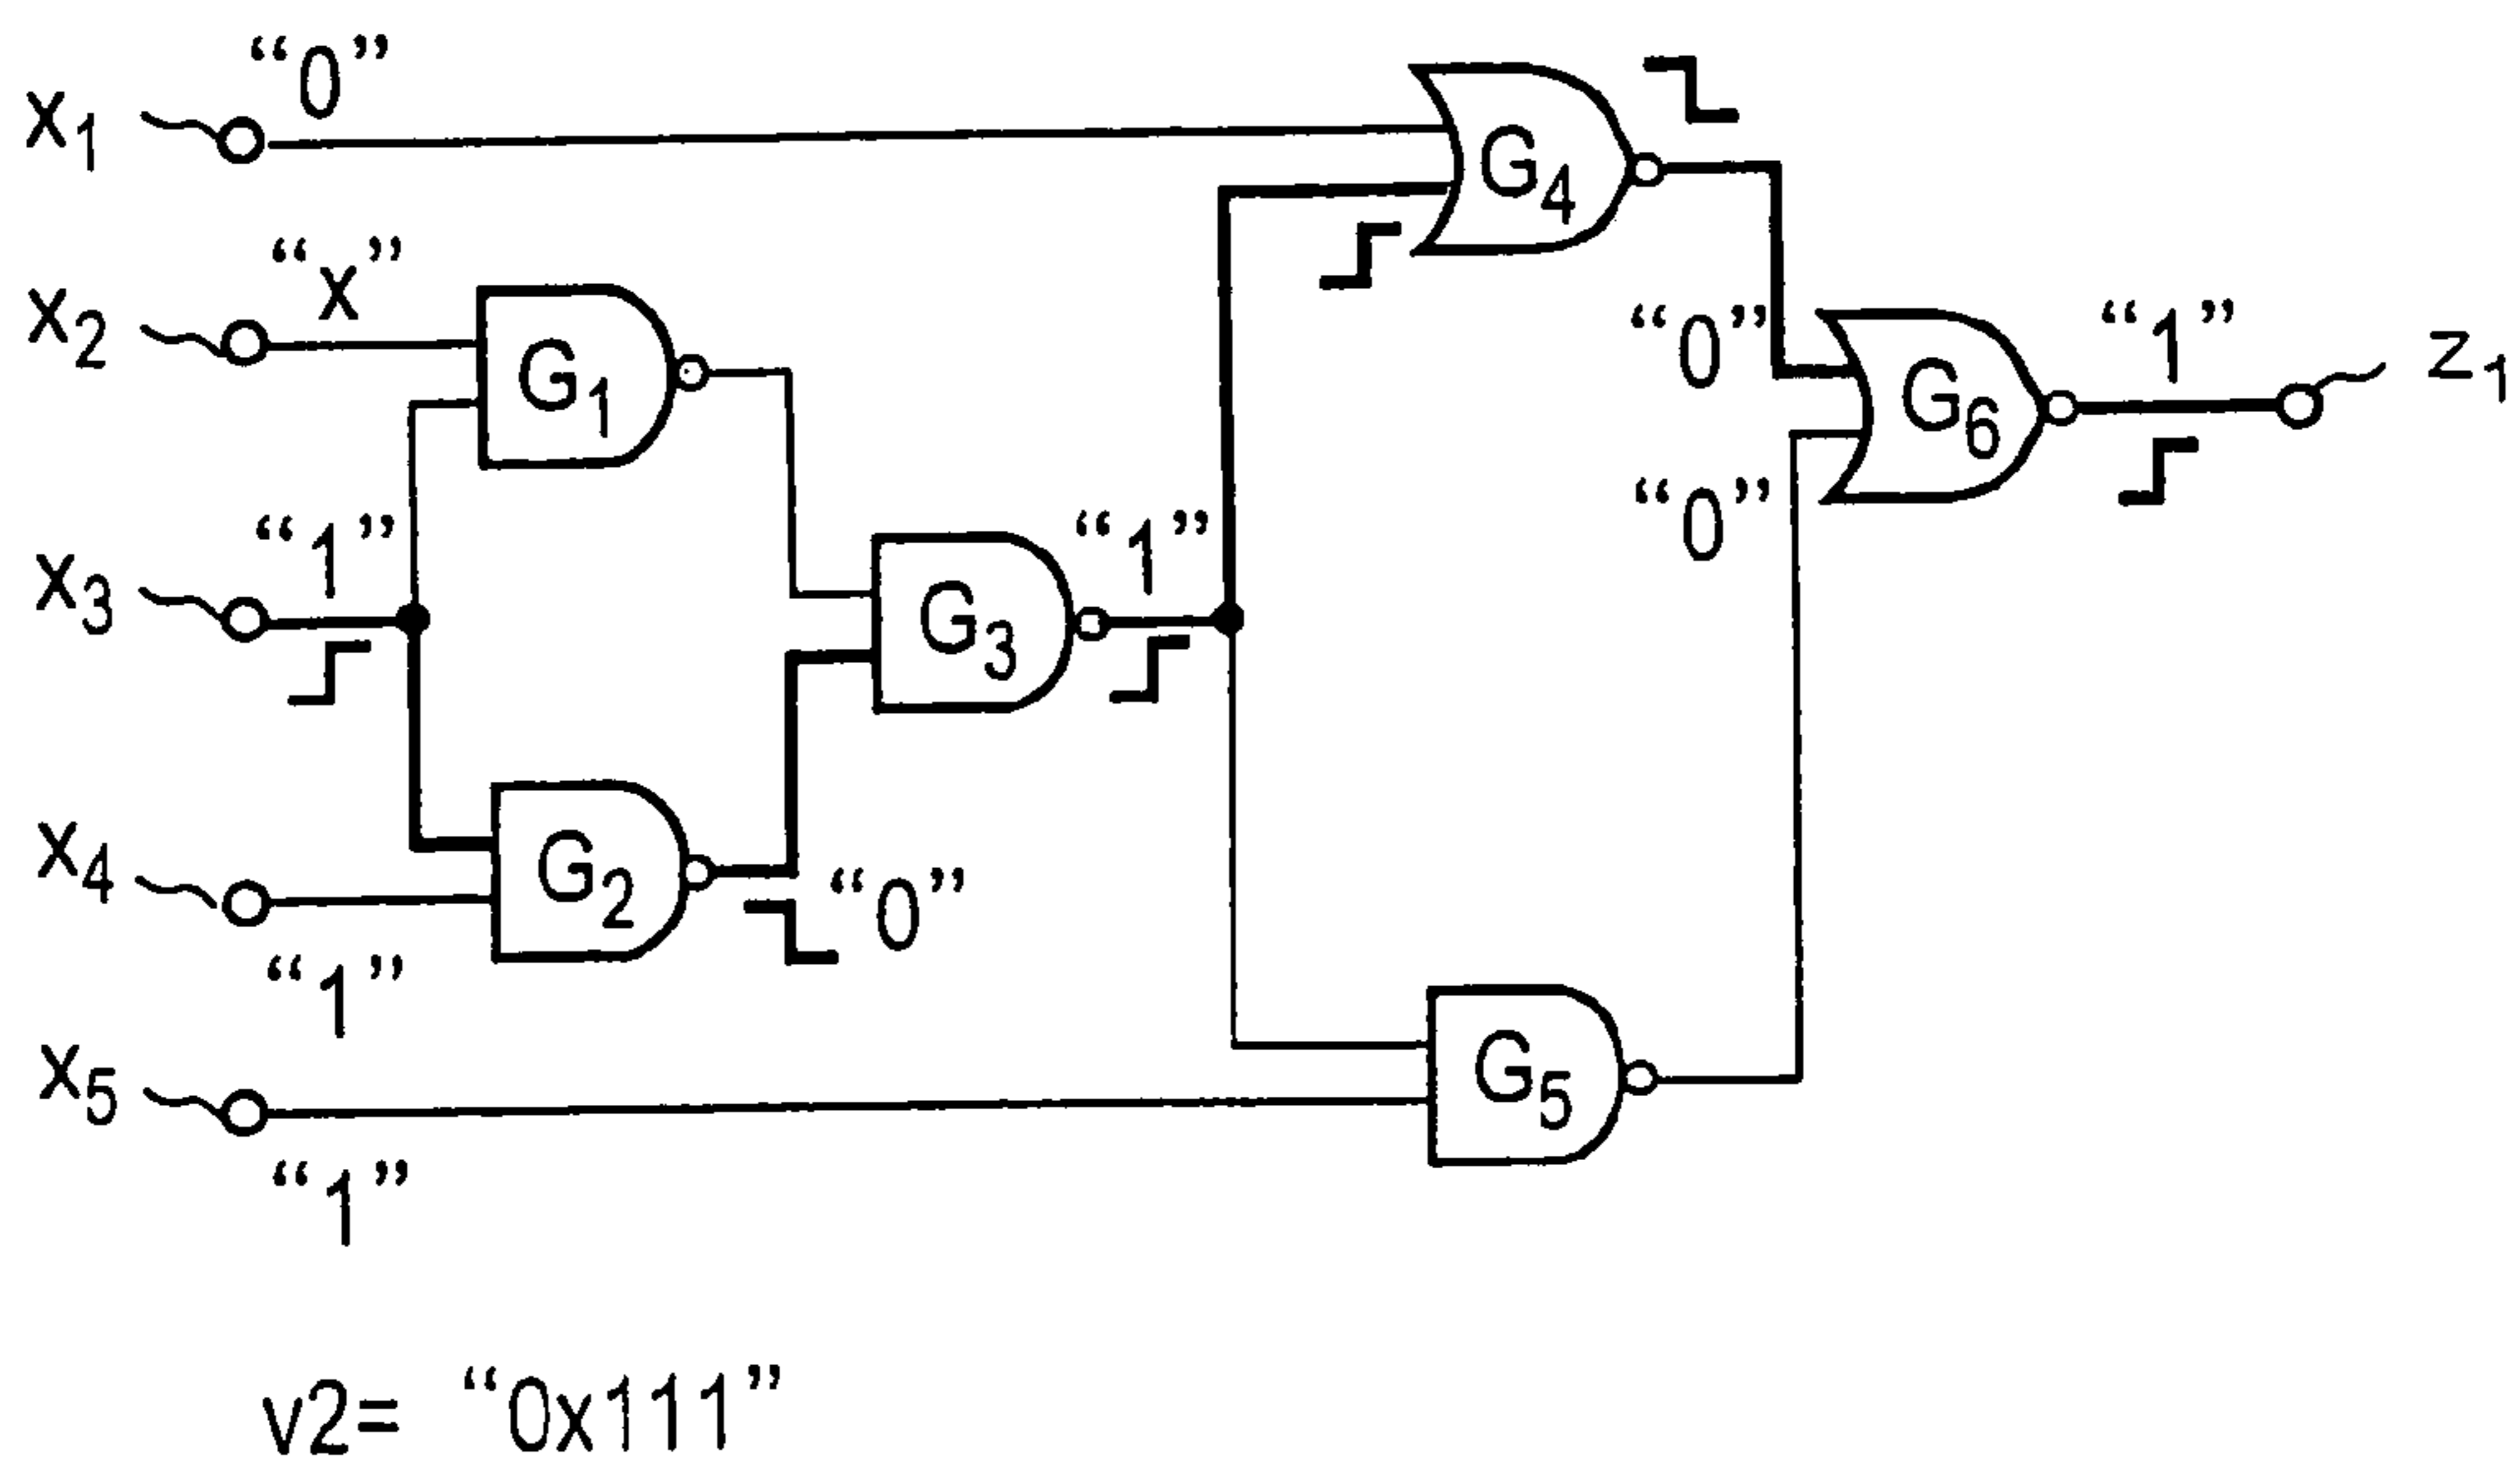 “0”
x1
G4
“x”
x2
G1
“0”
“1”
z1
G6
“1”
x3
“1”
G3
“0”
x4
G2
“0”
“1”
x5
G5
“1”
v2= “0x111”